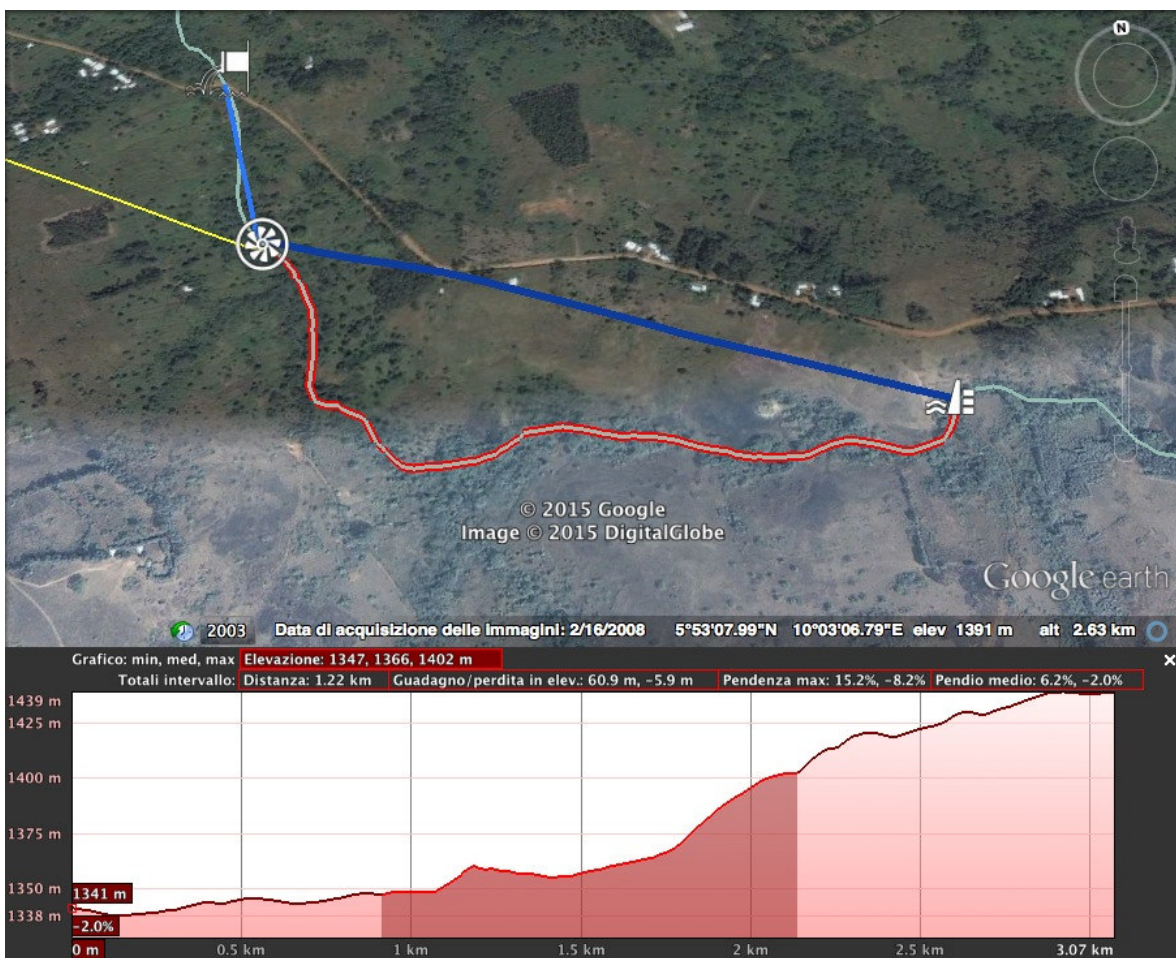 N
© 2015 Google
Image © 2015 DigitalGlobe
Google earth
2003 Data di acquisizione delle immagini: 2/16/2008 5°53'07.99"N 10°03'06.79"E elev 1391 m alt 2.63 km
Grafico: min, med, max Elevazione: 1347, 1366, 1402 m
Totali intervallo: Distanza: 1.22 km Guadagno/perdita in elev.: 60.9 m, -5.9 m Pendenza max: 15.2%, -8.2% Pendio medio: 6.2%, -2.0%
1439 m
1425 m
1400 m
1375 m
1350 m
1341 m
1338 m
-2.0%
0 m 0.5 km 1 km 1.5 km 2 km 2.5 km 3.07 km